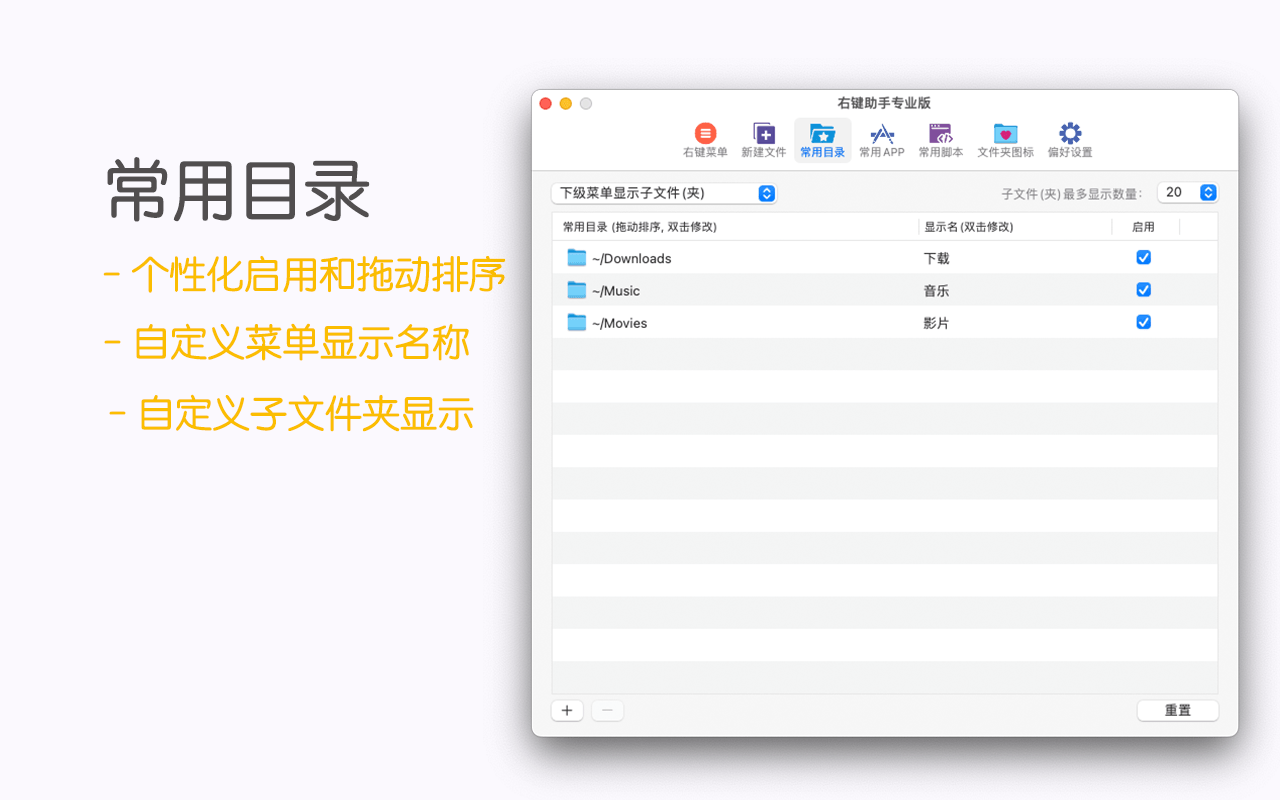 常用目录
- 个性化启用和拖动排序
- 自定义菜单显示名称
- 自定义子文件夹显示
右键助手专业版
右键菜单 新建文件 常用目录 常用APP 常用脚本 文件夹图标 偏好设置
下级菜单显示子文件(夹) 子文件(夹)最多显示数量: 20
常用目录 (拖动排序, 双击修改) 显示名(双击修改) 启用
~/Downloads 下载
~/Music 音乐
~/Movies 影片
+ − 重置